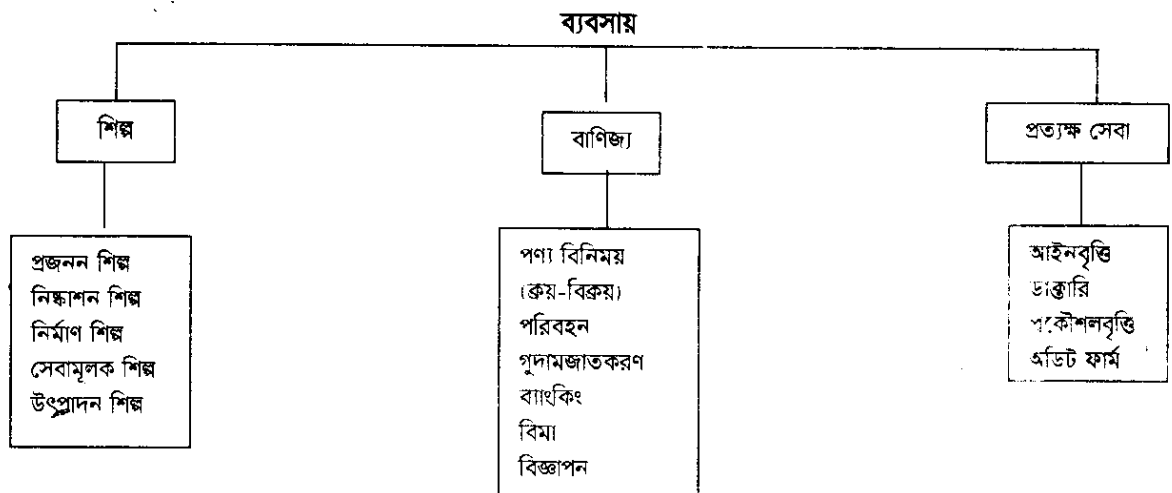 ব্যবসায়
শিল্প
বাণিজ্য
প্রত্যক্ষ সেবা
প্রজনন শিল্প
নিষ্কাশন শিল্প
নির্মাণ শিল্প
সেবামূলক শিল্প
উৎপাদন শিল্প
পণ্য বিনিময়
(ক্রয়-বিক্রয়)
পরিবহন
গুদামজাতকরণ
ব্যাংকিং
বিমা
বিজ্ঞাপন
আইনবৃত্তি
ডাক্তারি
প্রকৌশলবৃত্তি
অডিট ফার্ম